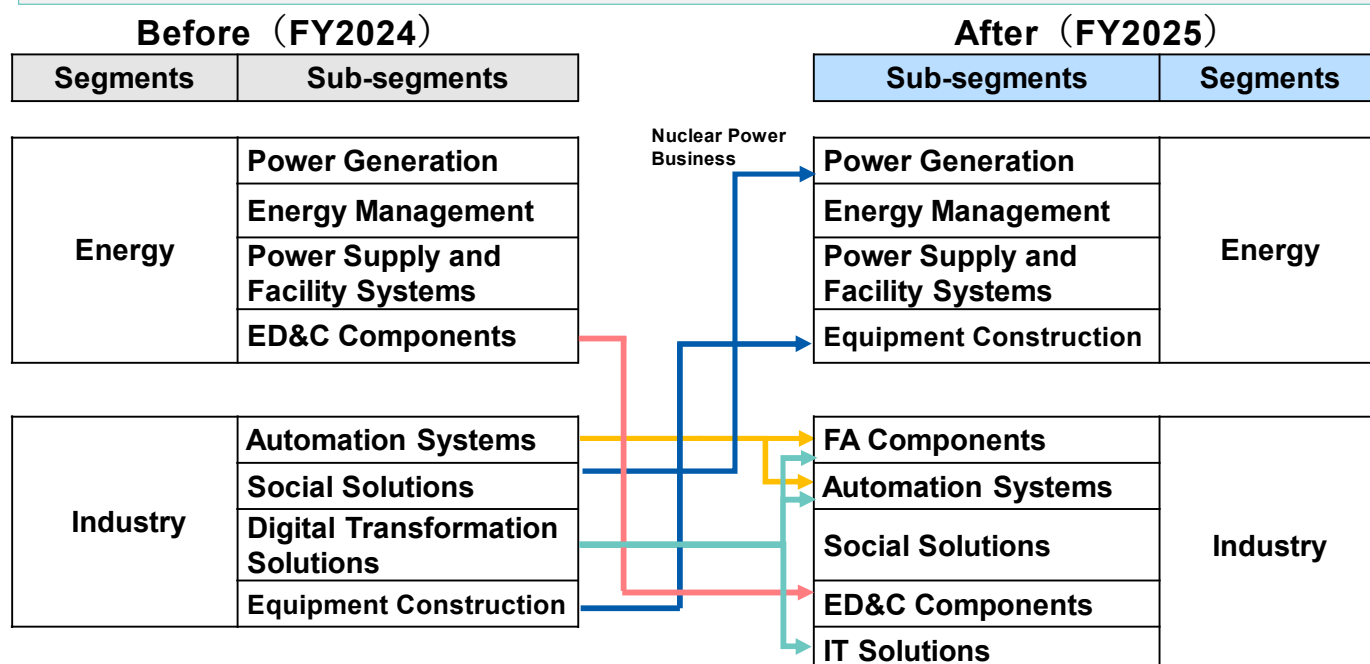 Before（FY2024）
After（FY2025）
Segments
Sub-segments
Sub-segments
Segments
Energy
Power Generation
Energy Management
Power Supply and
Facility Systems
ED&C Components
Nuclear Power
Business
Power Generation
Energy Management
Power Supply and
Facility Systems
Equipment Construction
Energy
Industry
Automation Systems
Social Solutions
Digital Transformation
Solutions
Equipment Construction
FA Components
Automation Systems
Social Solutions
ED&C Components
IT Solutions
Industry